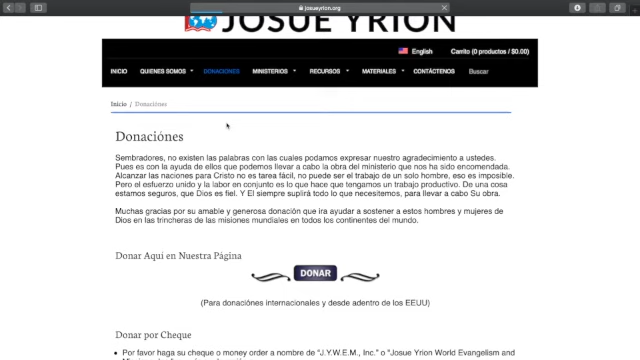 josueyrion.org
JOSUE YRION
English Carrito (0 productos / $0.00)
INICIO QUIENES SOMOS DONACIÓNES MINISTERIOS RECURSOS MATERIALES CONTÁCTENOS Buscar
Inicio / Donaciónes
Donaciónes
Sembradores, no existen las palabras con las cuales podamos expresar nuestro agradecimiento a ustedes.
Pues es con la ayuda de ellos que podemos llevar a cabo la obra del ministerio que nos ha sido encomendada.
Alcanzar las naciones para Cristo no es tarea fácil, no puede ser el trabajo de un solo hombre, eso es imposible.
Pero el esfuerzo unido y la labor en conjunto es lo que hace que tengamos un trabajo productivo. De una cosa
estamos seguros, que Dios es fiel. Y El siempre suplirá todo lo que necesitemos, para llevar a cabo Su obra.
Muchas gracias por su amable y generosa donación que ira ayudar a sostener a estos hombres y mujeres de
Dios en las trincheras de las misiones mundiales en todos los continentes del mundo.
Donar Aquí en Nuestra Página
DONAR
(Para donaciónes internacionales y desde adentro de los EEUU)
Donar por Cheque
Por favor haga su cheque o money order a nombre de "J.Y.W.E.M., Inc." o "Josue Yrion World Evangelism and